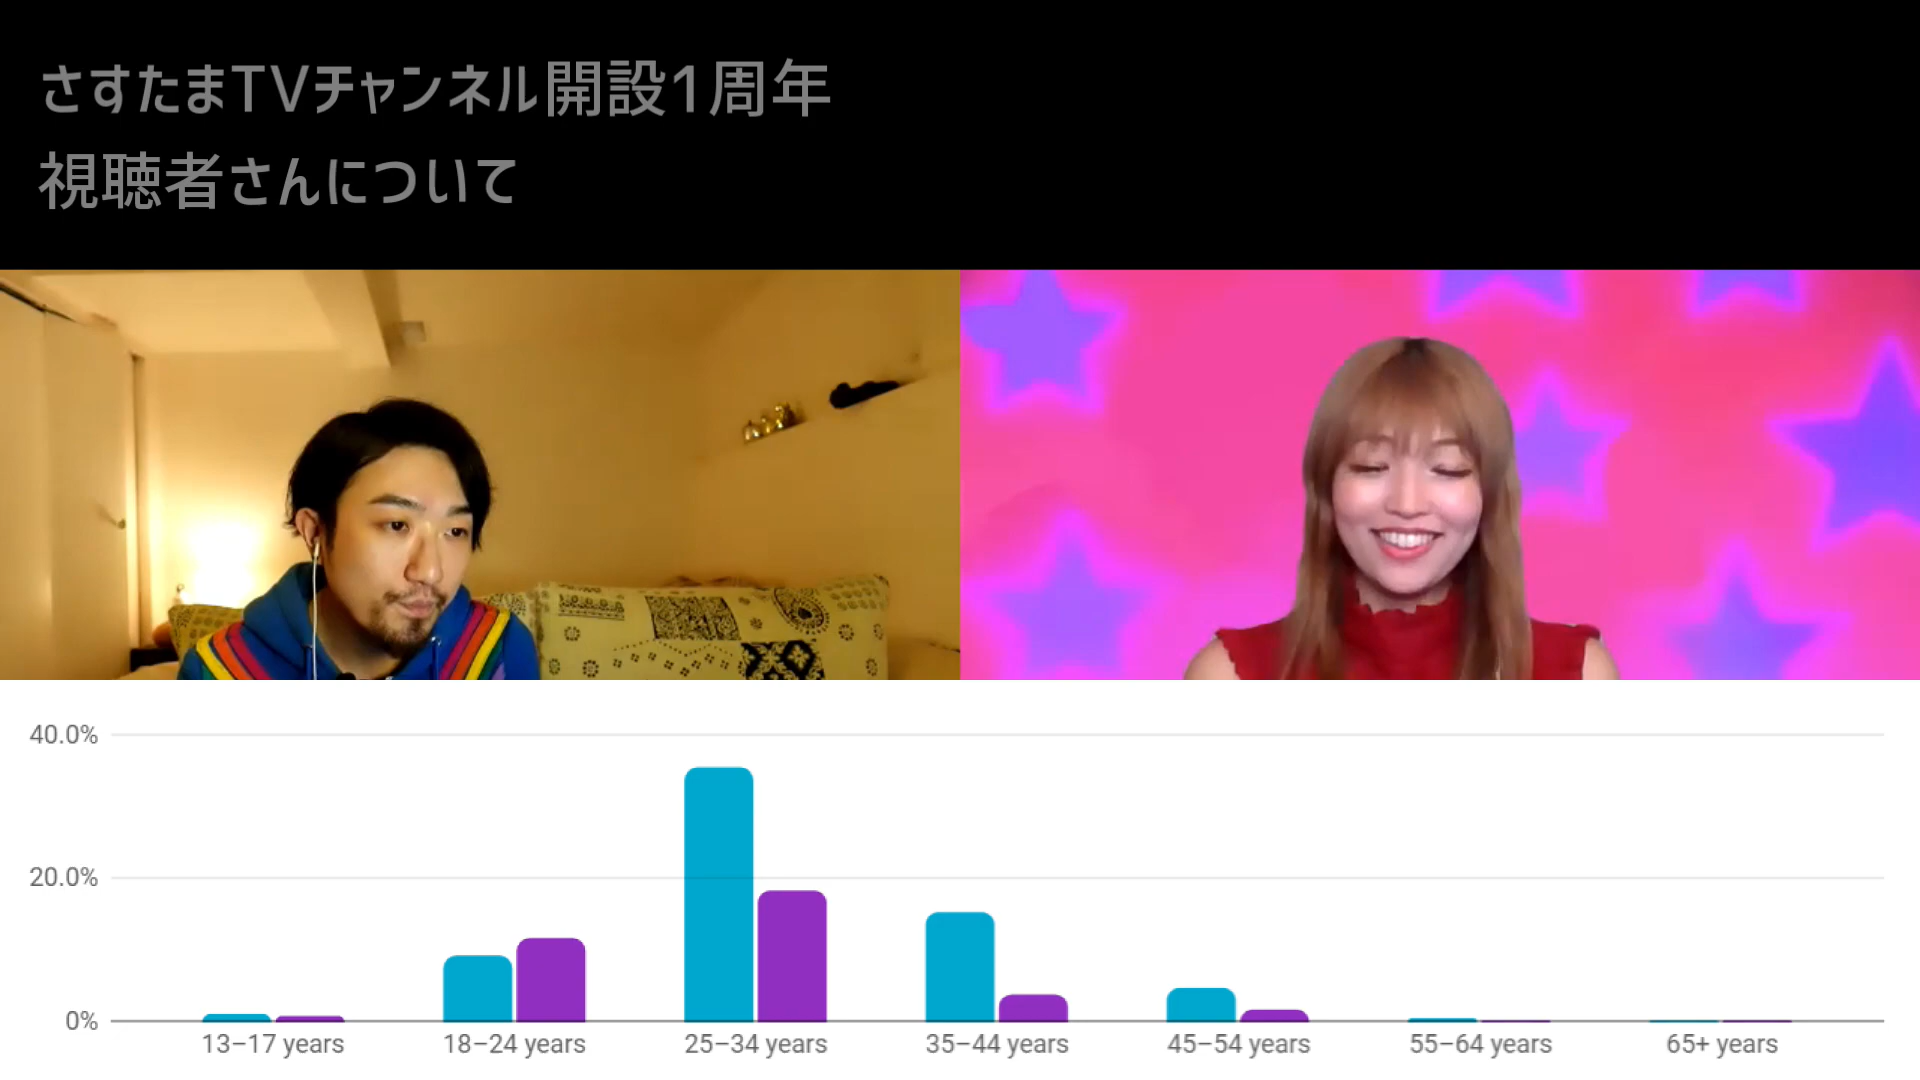 さすたまTVチャンネル開設1周年
視聴者さんについて
40.0%
20.0%
0%
13–17 years
18–24 years
25–34 years
35–44 years
45–54 years
55–64 years
65+ years